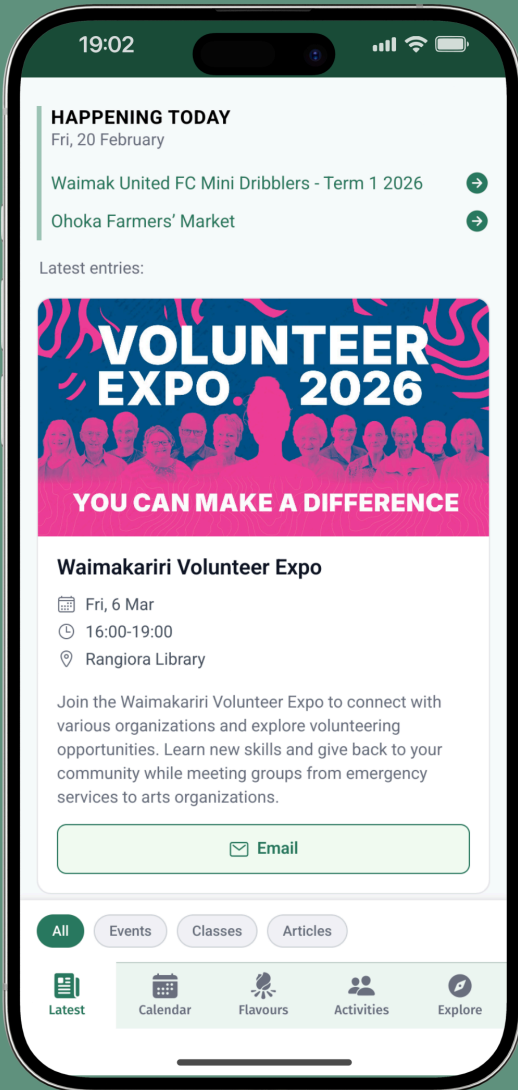 19:02
HAPPENING TODAY
Fri, 20 February
Waimak United FC Mini Dribblers - Term 1 2026
Ohoka Farmers’ Market
Latest entries:
VOLUNTEER
EXPO. 2026
YOU CAN MAKE A DIFFERENCE
Waimakariri Volunteer Expo
Fri, 6 Mar
16:00-19:00
Rangiora Library
Join the Waimakariri Volunteer Expo to connect with
various organizations and explore volunteering
opportunities. Learn new skills and give back to your
community while meeting groups from emergency
services to arts organizations.
Email
All Events Classes Articles
Latest Calendar Flavours Activities Explore